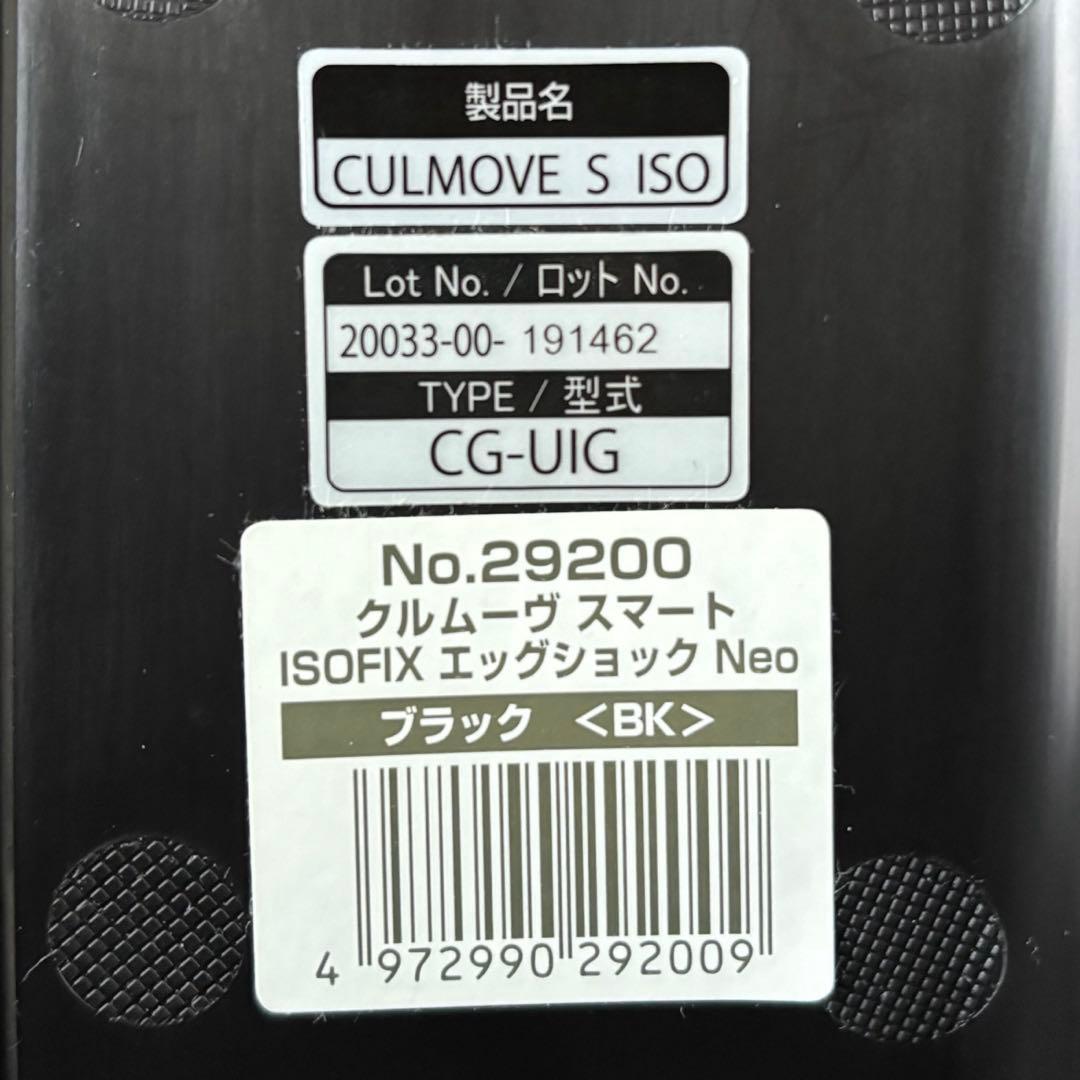 製品名
CULMOVE S ISO
Lot No. / ロット No.
20033-00- 191462
TYPE / 型式
CG-UIG
No.29200
クルムーヴ スマート
ISOFIX エッグショック Neo
ブラック <BK>
4 972990 292009